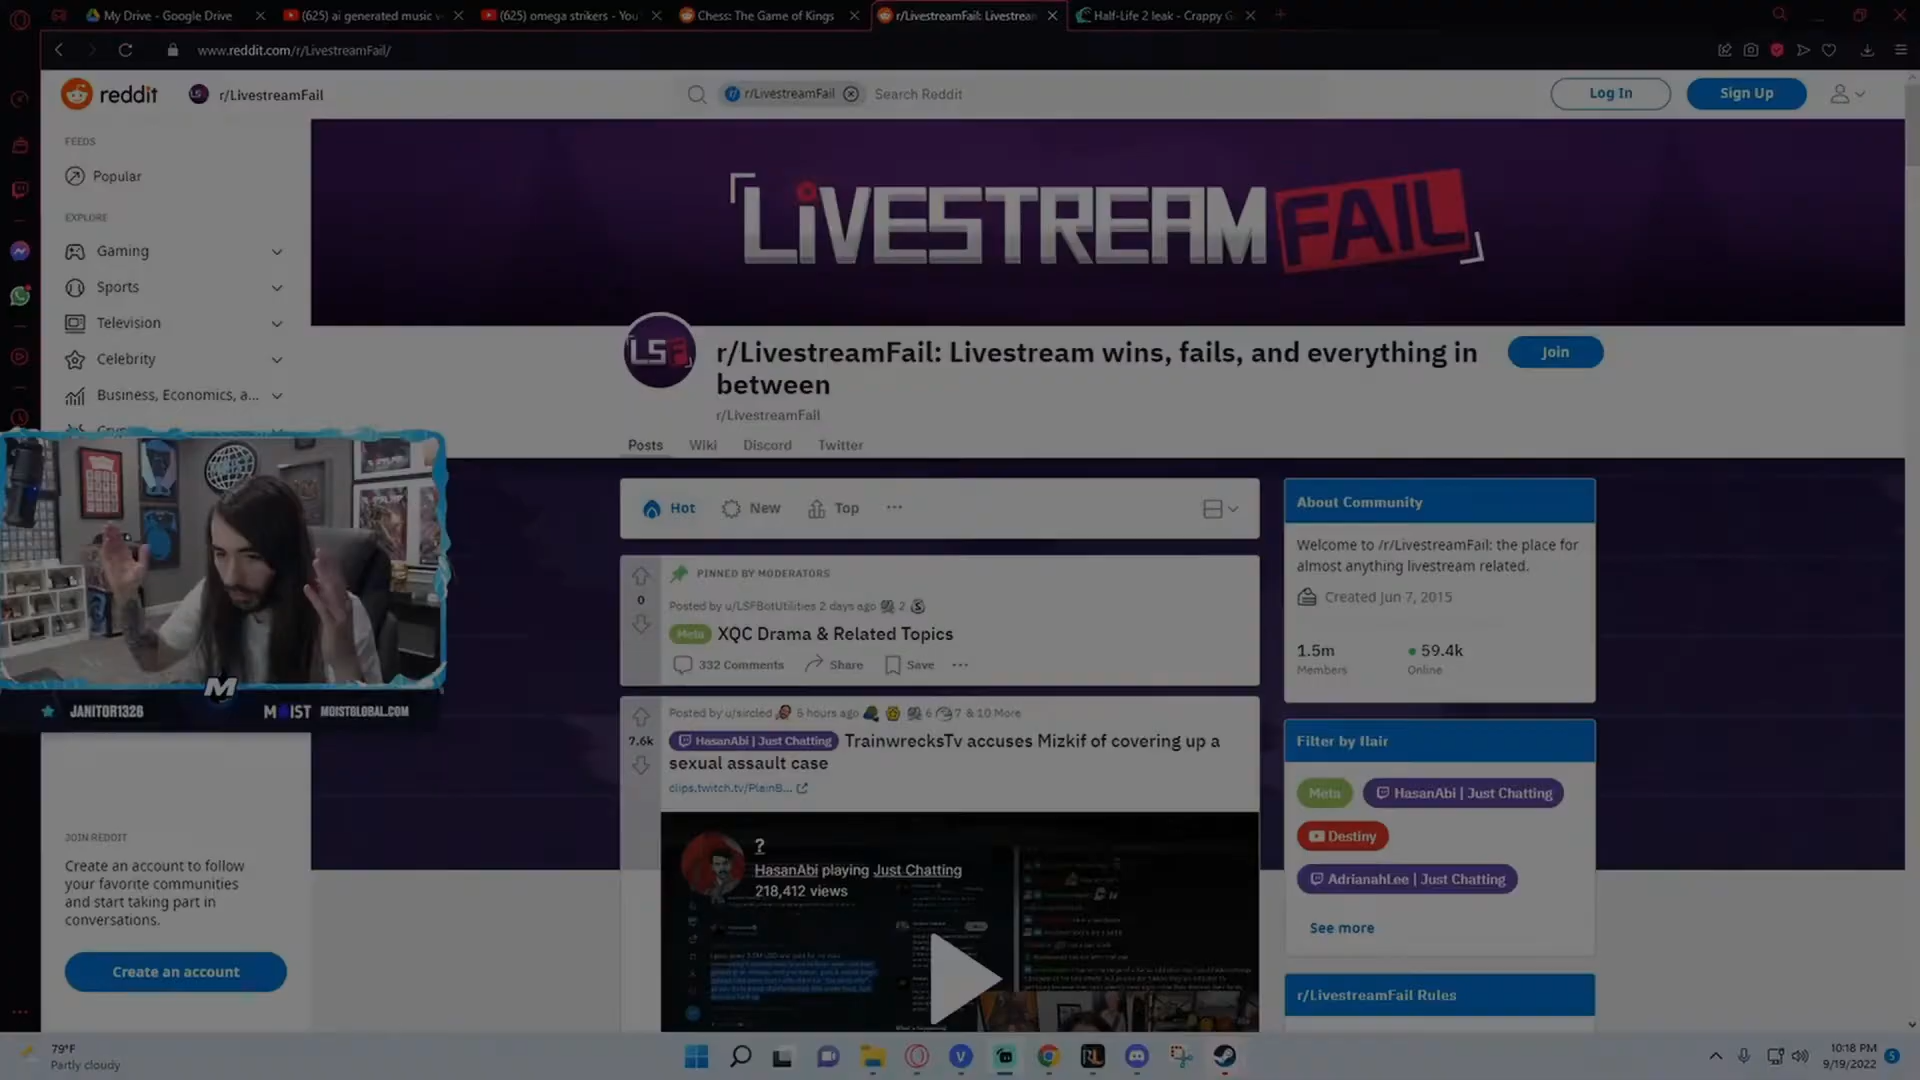 My Drive - Google Drive
(625) ai generated music v
(625) omega strikers - You
Chess: The Game of Kings
r/LivestreamFail: Livestrea
Half-Life 2 leak - Crappy G
www.reddit.com/r/LivestreamFail/
reddit
r/LivestreamFail
r/LivestreamFail
Search Reddit
Log In
Sign Up
FEEDS
Popular
EXPLORE
Gaming
Sports
Television
Celebrity
Business, Economics, a...
LIVESTREAMFAIL
LSF
r/LivestreamFail: Livestream wins, fails, and everything in
between
Join
r/LivestreamFail
Posts
Wiki
Discord
Twitter
Hot
New
Top
...
PINNED BY MODERATORS
0
Posted by u/LSFBotUtilities 2 days ago 2
Meta XQC Drama & Related Topics
332 Comments
Share
Save
...
Posted by u/sircled 5 hours ago 6 7 & 10 More
7.6k
HasanAbi | Just Chatting TrainwrecksTv accuses Mizkif of covering up a
sexual assault case
clips.twitch.tv/PlainB...
?
HasanAbi playing Just Chatting
218,412 views
About Community
Welcome to /r/LivestreamFail: the place for
almost anything livestream related.
Created Jun 7, 2015
1.5m
Members
59.4k
Online
Filter by flair
Meta
HasanAbi | Just Chatting
Destiny
AdrianahLee | Just Chatting
See more
r/LivestreamFail Rules
M
JANITOR1326
MOIST
MOISTGLOBAL.COM
JOIN REDDIT
Create an account to follow
your favorite communities
and start taking part in
conversations.
Create an account
79°F
Partly cloudy
10:18 PM
9/19/2022
5